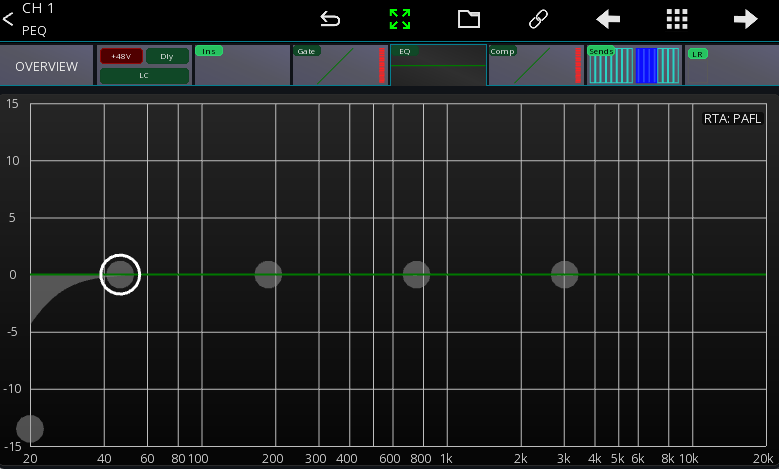 CH 1
PEQ
OVERVIEW
+48V
Dly
LC
Ins
Gate
EQ
Comp
Sends
LR
RTA: PAFL
15
10
5
0
-5
-10
-15
20 40 60 80 100 200 300 400 600 800 1k 2k 3k 4k 5k 6k 8k 10k 20k